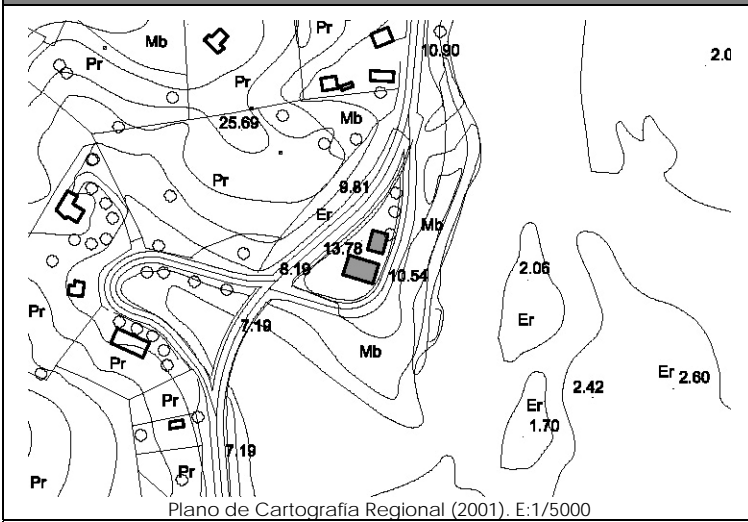 Pr
10.90
Mb
2.0
Pr
Pr
25.69
Mb
Pr
9.81
Er
Mb
13.78
8.19
10.54
2.06
Pr
7.19
Er
Mb
Pr
Er 2.60
2.42
Pr
Er
1.70
7.19
Pr
Pr
Plano de Cartografía Regional (2001). E:1/5000